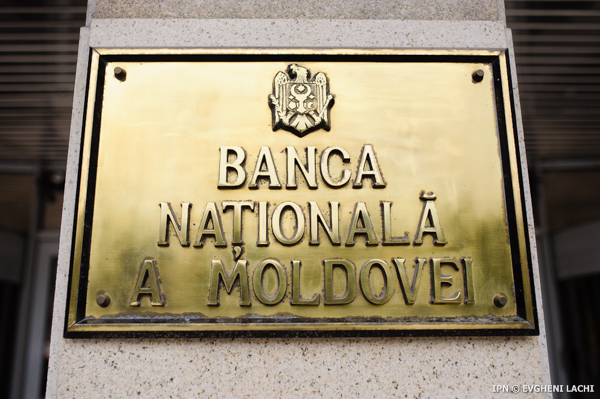 BANCA
NAȚIONALĂ
A MOLDOVEI
IPN © EVGHENI LACHI